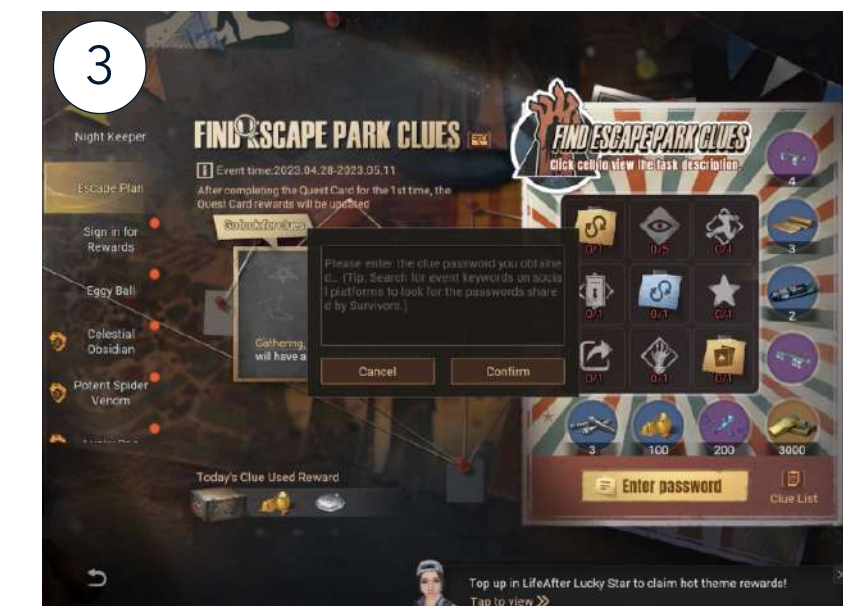 3
Night Keeper
Escape Plan
Sign in for
Rewards
Eggy Ball
Celestial
Obsidian
Potent Spider
Venom
FIND ESCAPE PARK CLUES
Event time:2023.04.28-2023.05.11
After completing the Quest Card for the 1st time, the
Quest Card rewards will be updated
Go look for clues
Gathering,
will have a
Please enter the clue password you obtaine
d... (Tip: Search for event keywords on socia
l platforms to look for the passwords share
d by Survivors.)
Cancel
Confirm
Today's Clue Used Reward
FIND ESCAPE PARK CLUES
Click cell to view the task description.
0/1
0/5
0/1
4
0/1
0/1
0/1
3
0/1
0/1
0/1
2
3
100
200
3000
Enter password
Clue List
Top up in LifeAfter Lucky Star to claim hot theme rewards!
Tap to view